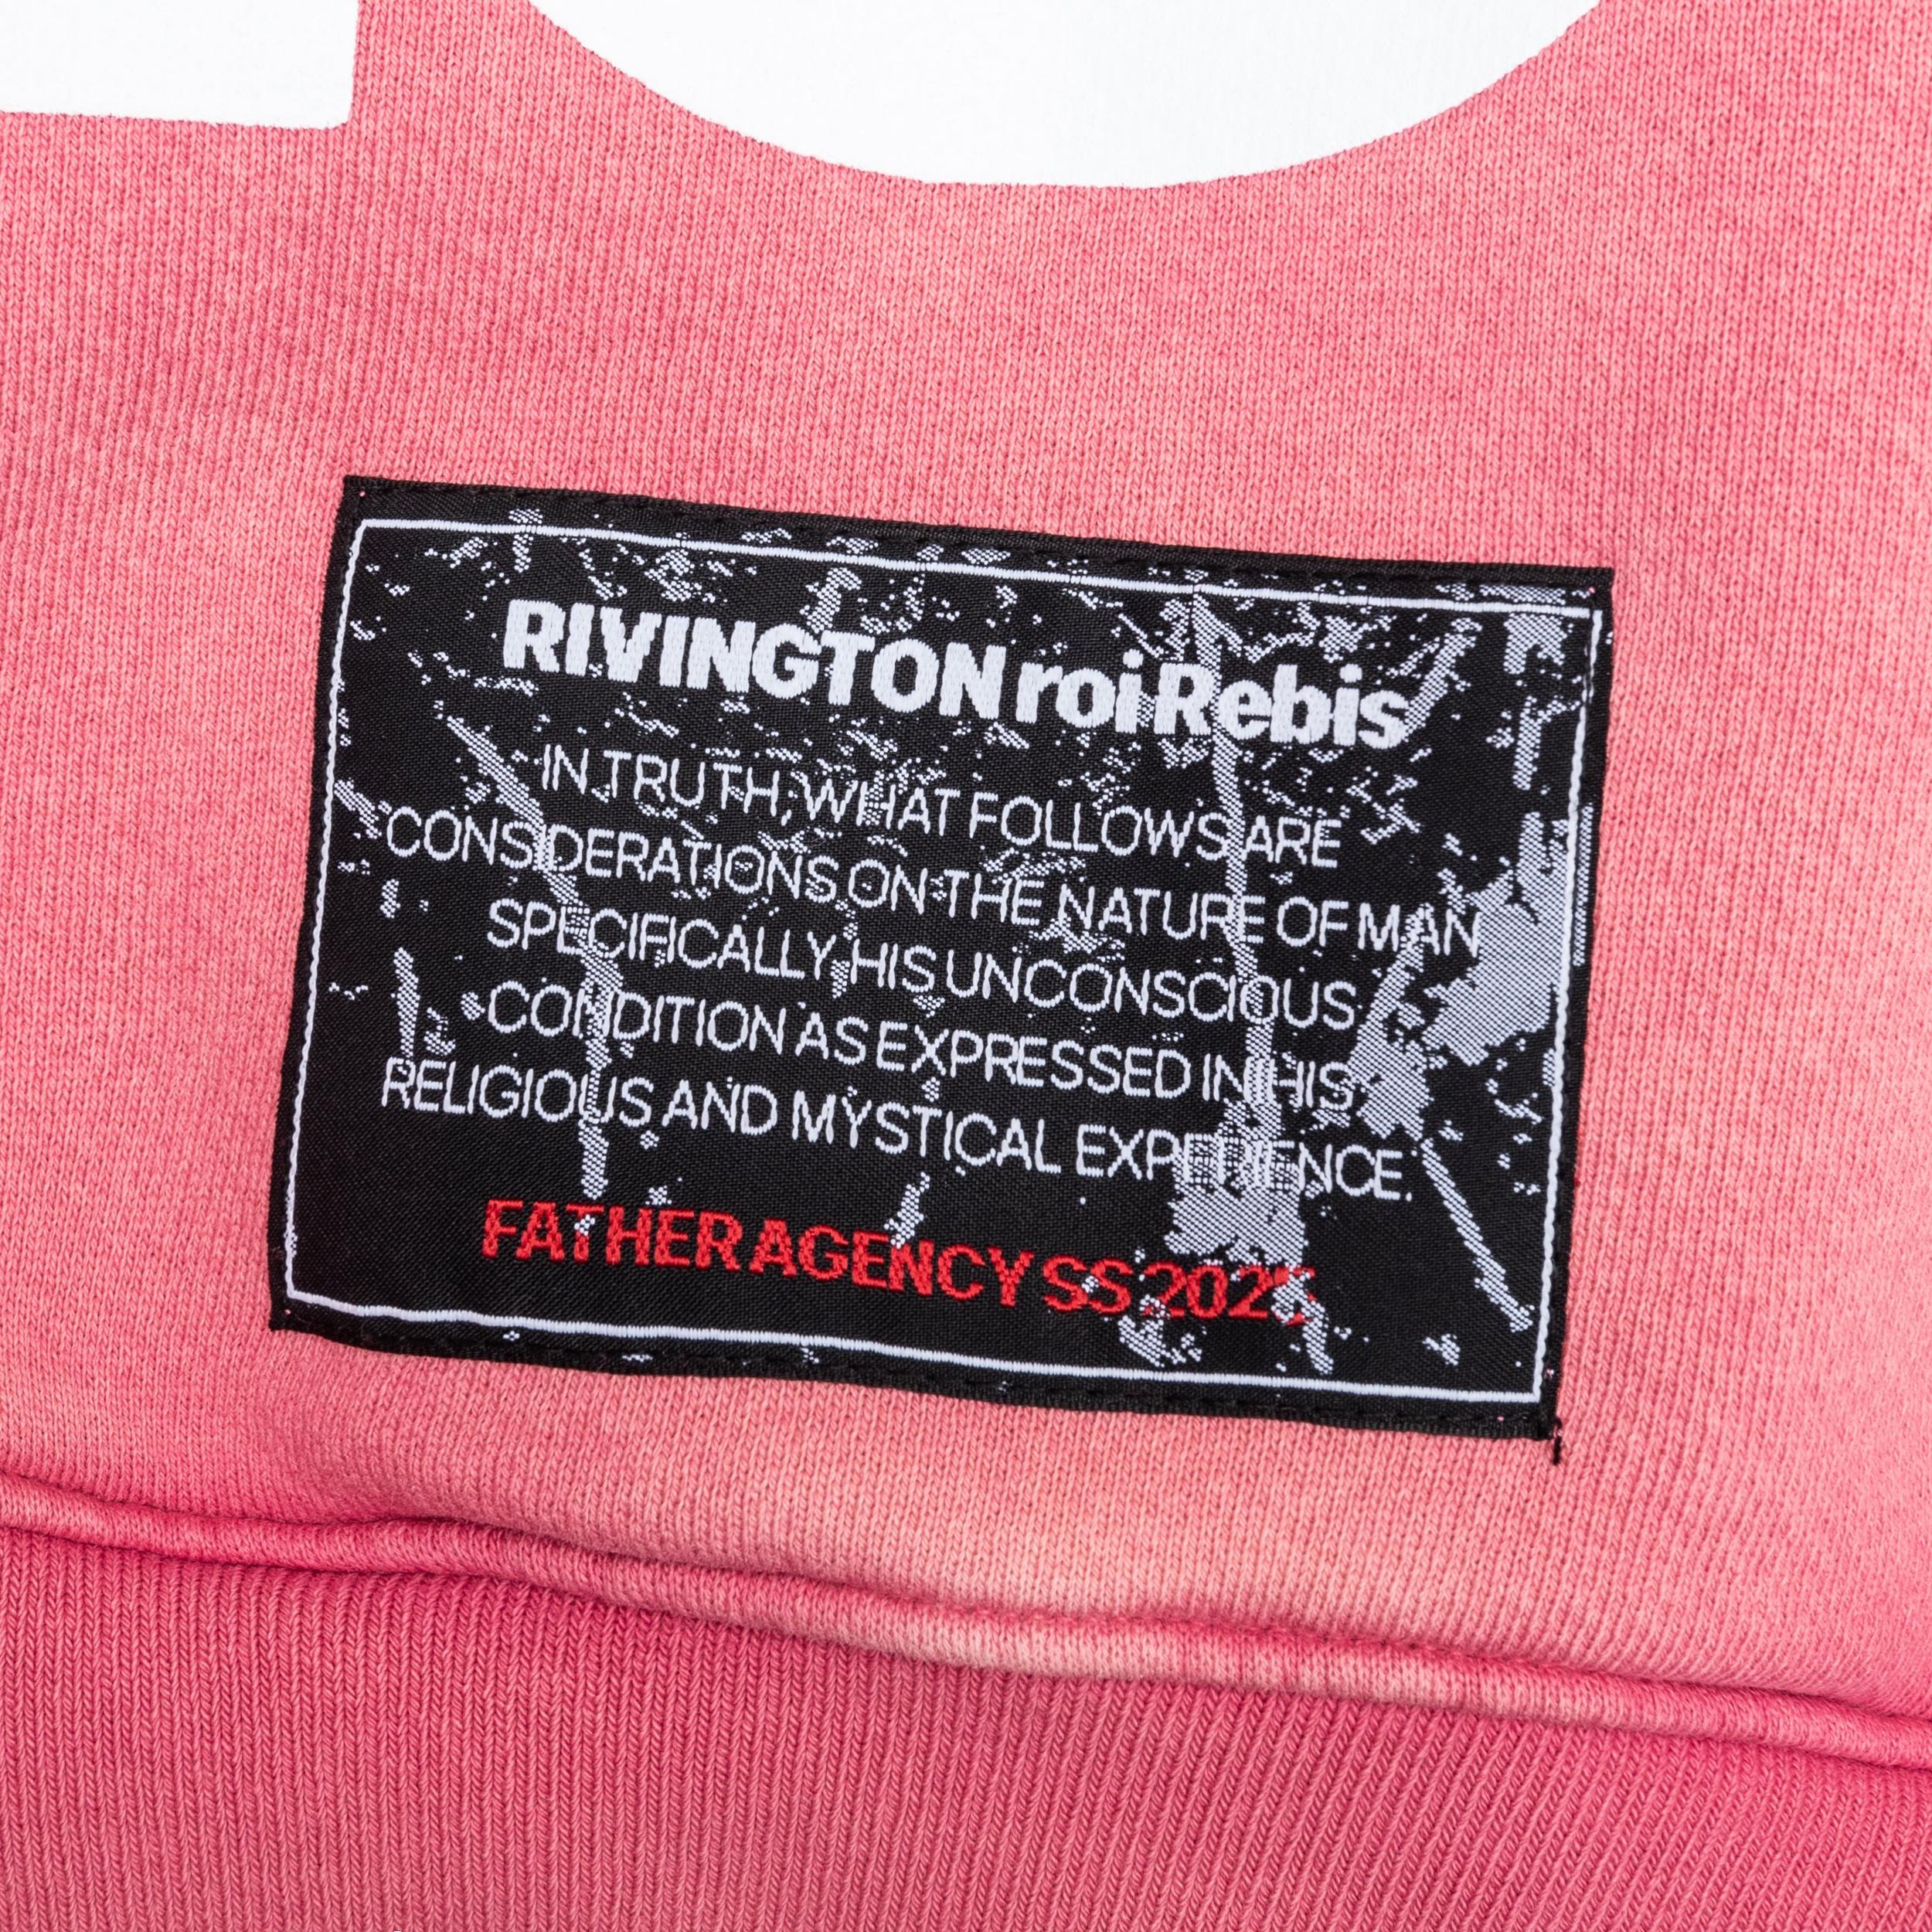 RIVINGTON roi Rebis
IN TRUTH, WHAT FOLLOWS ARE
CONSIDERATIONS ON THE NATURE OF MAN
SPECIFICALLY HIS UNCONSCIOUS
CONDITION AS EXPRESSED IN HIS
RELIGIOUS AND MYSTICAL EXPERIENCE.
FATHER AGENCY SS